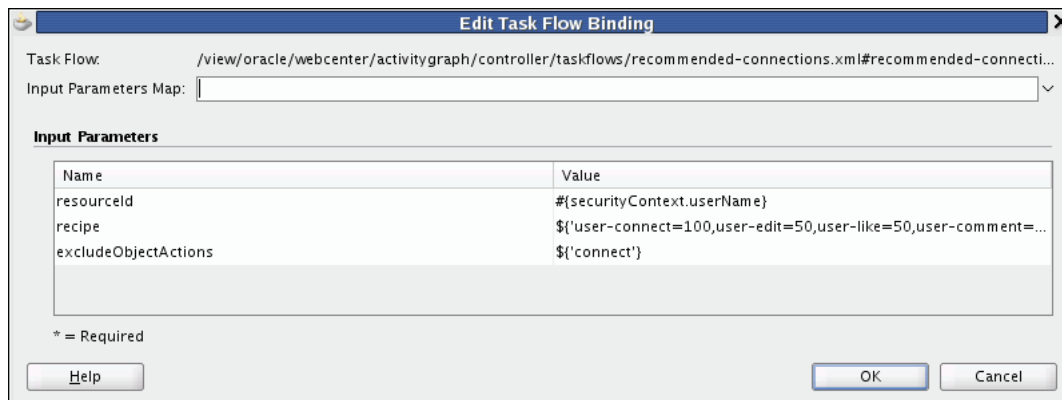 Edit Task Flow Binding
Task Flow: /view/oracle/webcenter/activitygraph/controller/taskflows/recommended-connections.xml#recommended-connecti...
Input Parameters Map:
Input Parameters
Name Value
resourceId #{securityContext.userName}
recipe ${'user-connect=100,user-edit=50,user-like=50,user-comment=...
excludeObjectActions ${'connect'}
* = Required
Help OK Cancel